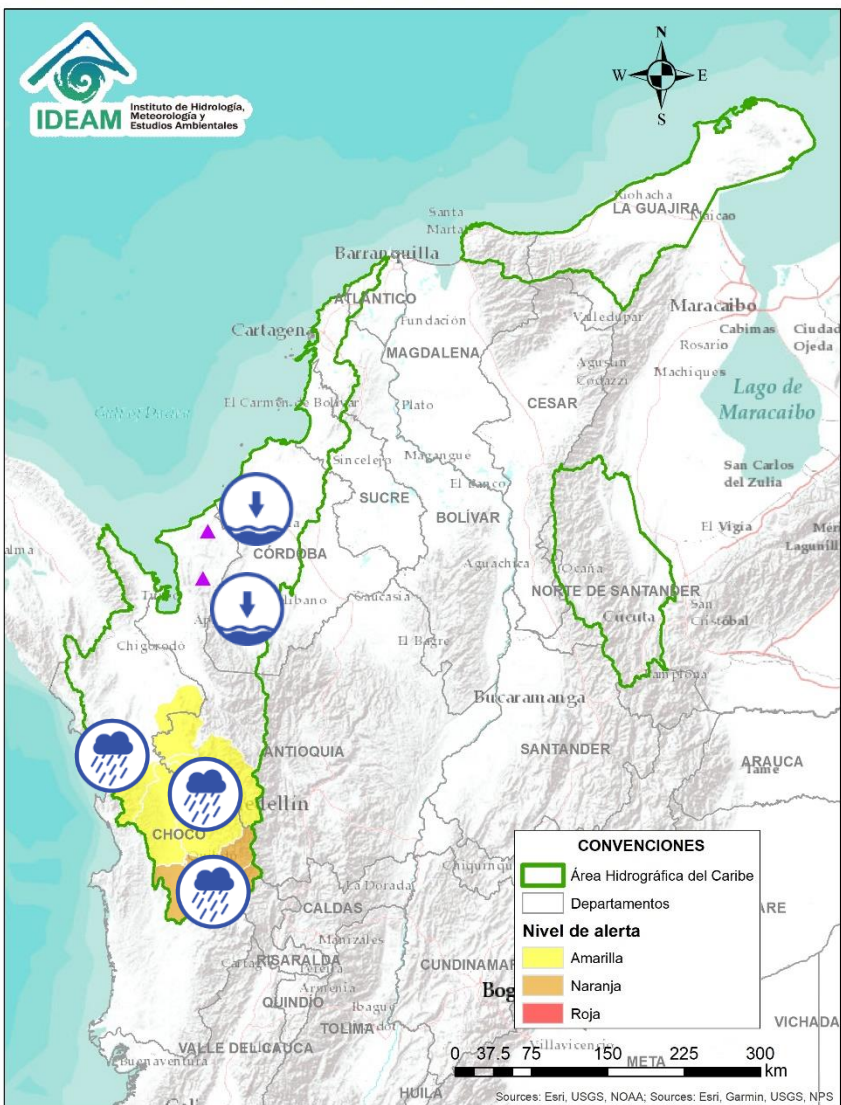 IDEAM
Instituto de Hidrología,
Meteorología y
Estudios Ambientales
N
W
E
S
Riohacha
LA GUAJIRA
Maicao
Santa
Marta
Barranquilla
ATLÁNTICO
Cartagena
Fundación
MAGDALENA
Valledupar
Maracaibo
Cabimas
Ciudad
Ojeda
Rosario
Machiques
Agustín
Codazzi
CESAR
Lago de
Maracaibo
El Carmen de Bolívar
Plato
Sincelejo
Magangue
SUCRE
El Banco
BOLÍVAR
San Carlos
del Zulia
El Vigía
CÓRDOBA
Aguachica
Ocaña
NORTE DE SANTANDER
Cucuta
San
Cristóbal
Caucasia
El Bagre
Chigorodó
Bucaramanga
ANTIOQUIA
SANTANDER
ARAUCA
Tame
CHOCÓ
La Dorada
CALDAS
Manizales
RISARALDA
Pereira
Armenia
QUINDÍO
Ibague
TOLIMA
VALLE DEL CAUCA
Buenaventura
HUILA
Villavicencio
META
VICHADA
CONVENCIONES
Área Hidrográfica del Caribe
Departamentos
Nivel de alerta
Amarilla
Naranja
Roja
0 37.5 75 150 225 300
km
Sources: Esri, USGS, NOAA; Sources: Esri, Garmin, USGS, NPS